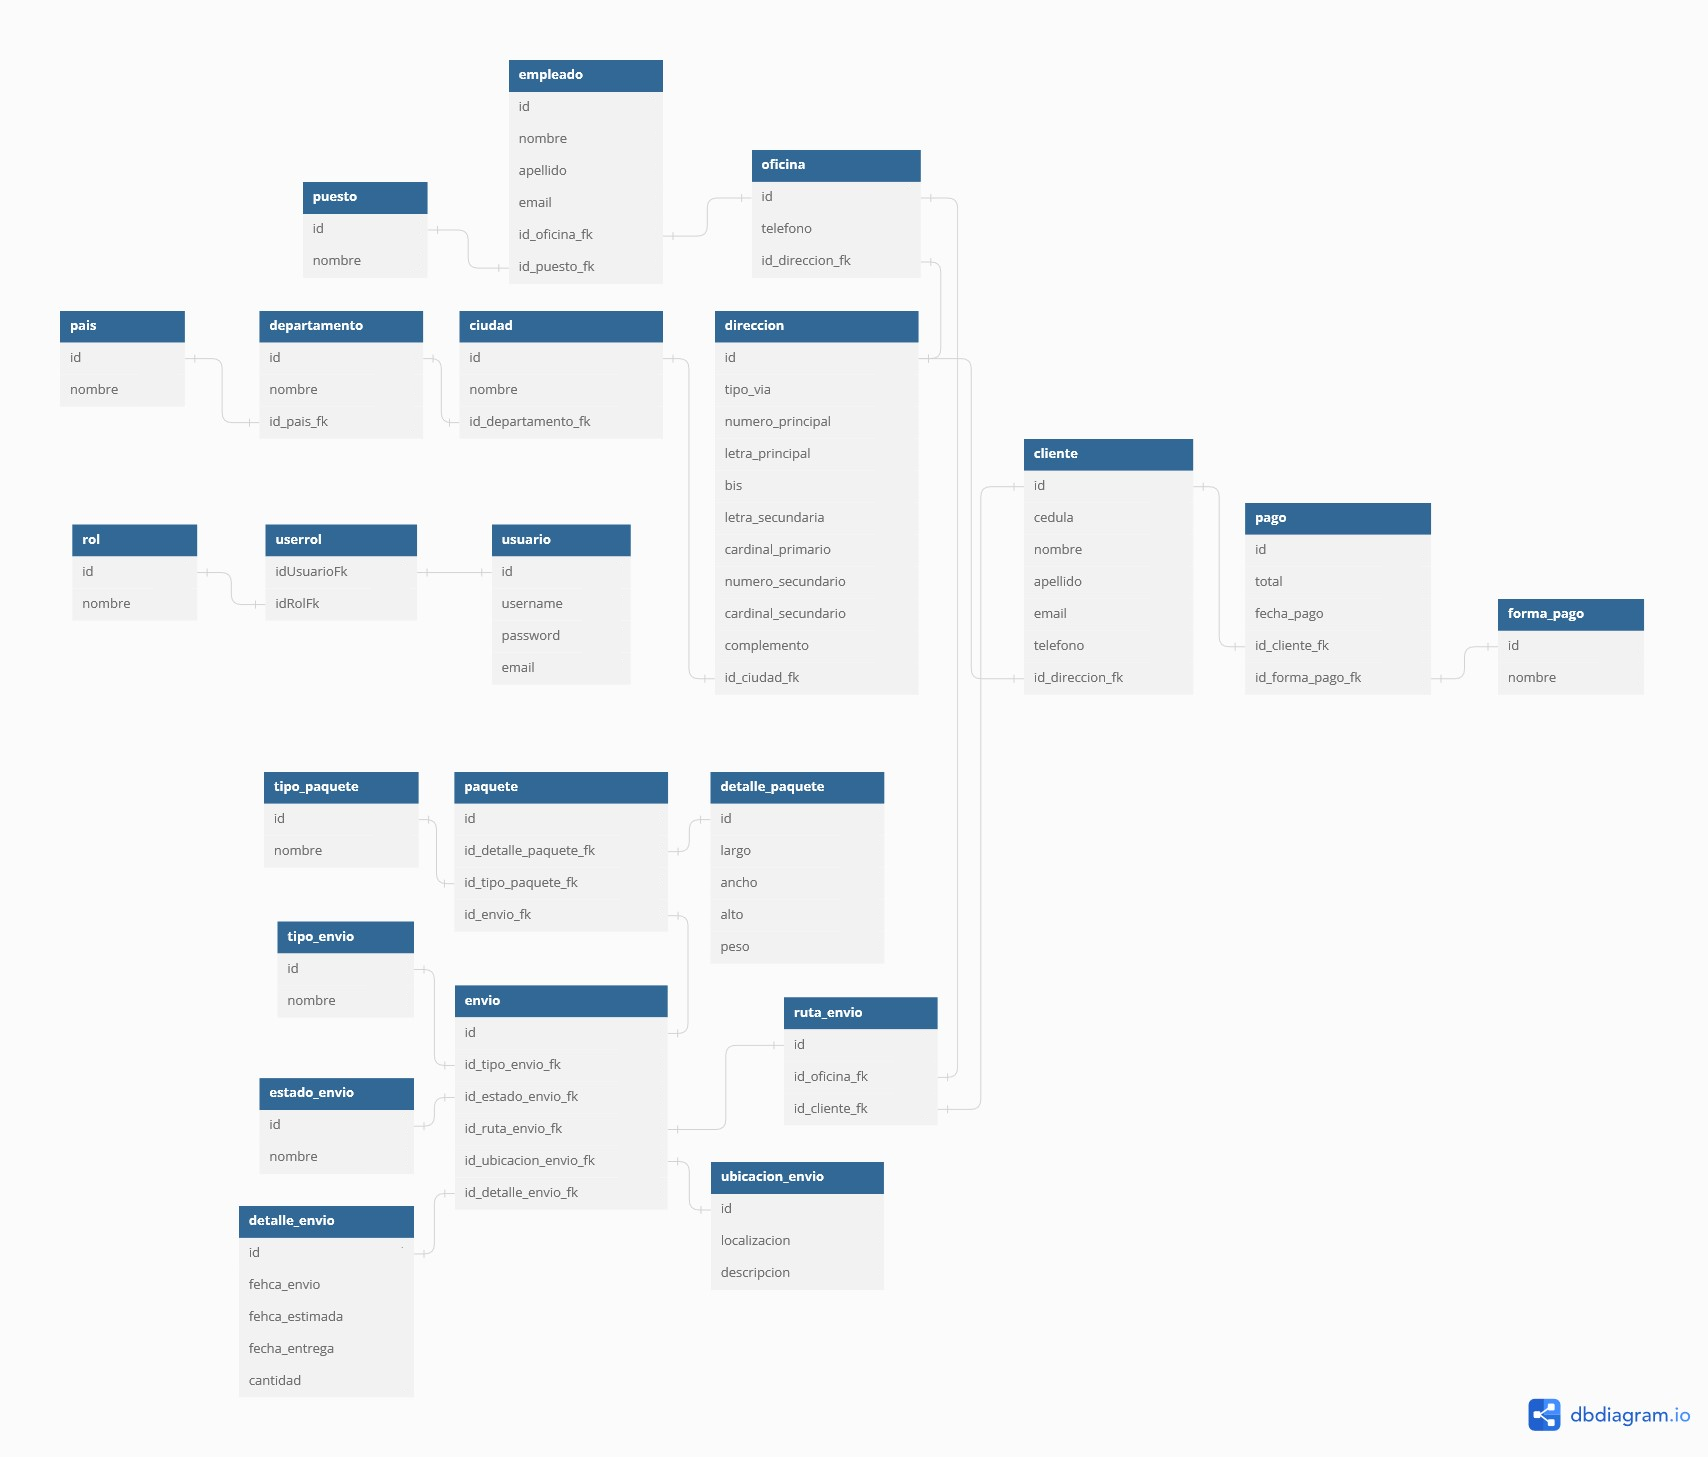 empleado
id
nombre
apellido
email
id_oficina_fk
id_puesto_fk
oficina
id
telefono
id_direccion_fk
puesto
id
nombre
pais
id
nombre
departamento
id
nombre
id_pais_fk
ciudad
id
nombre
id_departamento_fk
direccion
id
tipo_via
numero_principal
letra_principal
bis
letra_secundaria
cardinal_primario
numero_secundario
cardinal_secundario
complemento
id_ciudad_fk
cliente
id
cedula
nombre
apellido
email
telefono
id_direccion_fk
pago
id
total
fecha_pago
id_cliente_fk
id_forma_pago_fk
forma_pago
id
nombre
rol
id
nombre
userrol
idUsuarioFk
idRolFk
usuario
id
username
password
email
tipo_paquete
id
nombre
paquete
id
id_detalle_paquete_fk
id_tipo_paquete_fk
id_envio_fk
detalle_paquete
id
largo
ancho
alto
peso
tipo_envio
id
nombre
envio
id
id_tipo_envio_fk
id_estado_envio_fk
id_ruta_envio_fk
id_ubicacion_envio_fk
id_detalle_envio_fk
ruta_envio
id
id_oficina_fk
id_cliente_fk
estado_envio
id
nombre
ubicacion_envio
id
localizacion
descripcion
detalle_envio
id
fehca_envio
fehca_estimada
fecha_entrega
cantidad
dbdiagram.io